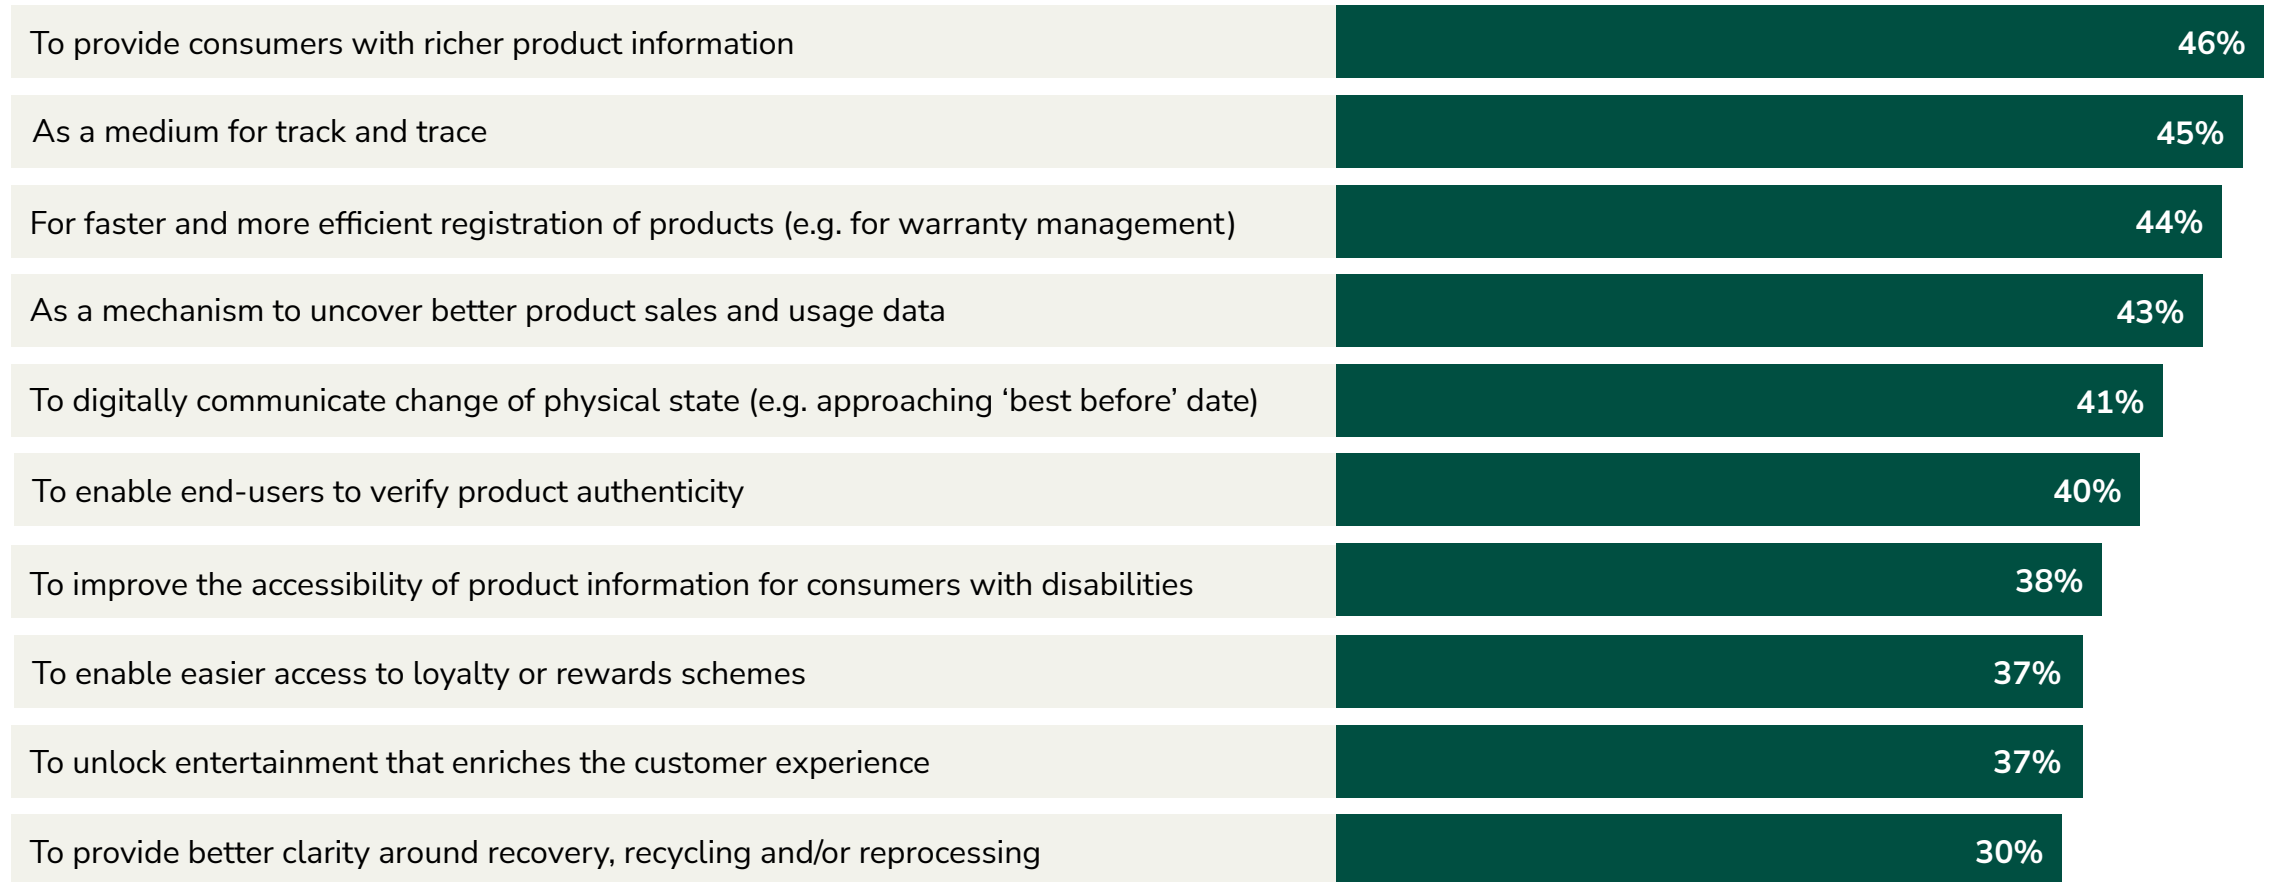 To provide consumers with richer product information 46%
As a medium for track and trace 45%
For faster and more efficient registration of products (e.g. for warranty management) 44%
As a mechanism to uncover better product sales and usage data 43%
To digitally communicate change of physical state (e.g. approaching ‘best before’ date) 41%
To enable end-users to verify product authenticity 40%
To improve the accessibility of product information for consumers with disabilities 38%
To enable easier access to loyalty or rewards schemes 37%
To unlock entertainment that enriches the customer experience 37%
To provide better clarity around recovery, recycling and/or reprocessing 30%